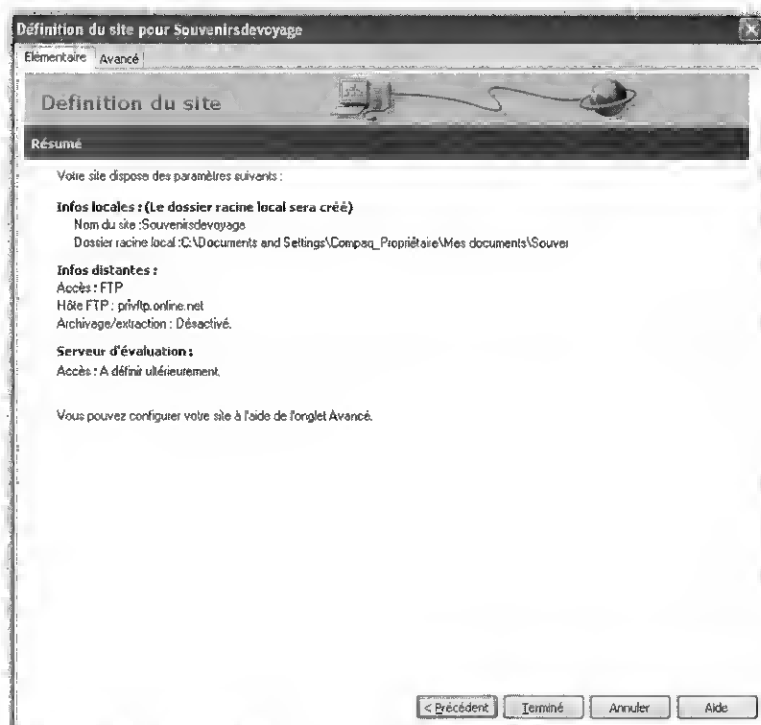 Définition du site pour Souvenirsdevoyage
Elémentaire Avancé
Définition du site
Résumé
Votre site dispose des paramètres suivants :
Infos locales : (Le dossier racine local sera créé)
Nom du site :Souvenirsdevoyage
Dossier racine local :C:\Documents and Settings\Compaq_Propriétaire\Mes documents\Souver
Infos distantes :
Accès : FTP
Hôte FTP : privftp.online.net
Archivage/extraction : Désactivé.
Serveur d'évaluation :
Accès : A définir ultérieurement.
Vous pouvez configurer votre site à l'aide de l'onglet Avancé.
< Précédent Terminé Annuler Aide